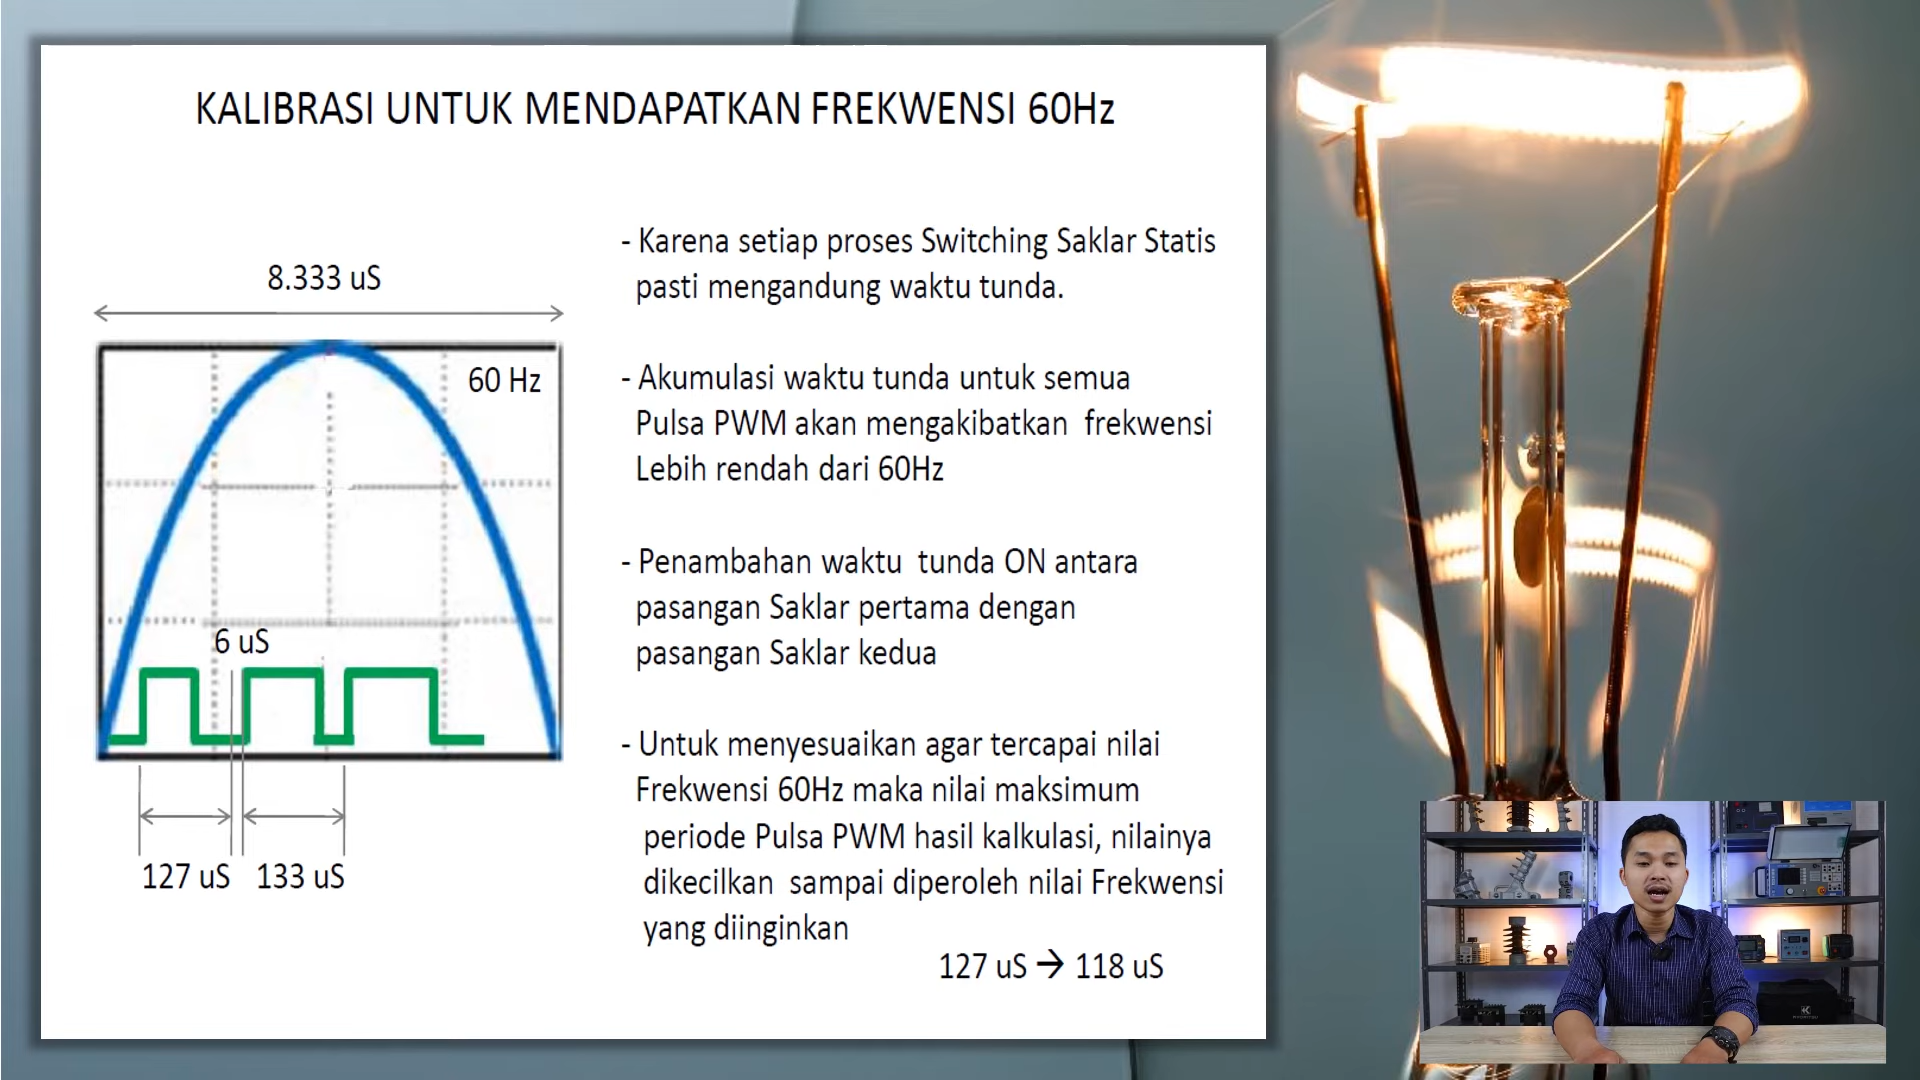 KALIBRASI UNTUK MENDAPATKAN FREKWENSI 60Hz
8.333 uS
60 Hz
6 uS
127 uS
133 uS
- Karena setiap proses Switching Saklar Statis
pasti mengandung waktu tunda.
- Akumulasi waktu tunda untuk semua
Pulsa PWM akan mengakibatkan frekwensi
Lebih rendah dari 60Hz
- Penambahan waktu tunda ON antara
pasangan Saklar pertama dengan
pasangan Saklar kedua
- Untuk menyesuaikan agar tercapai nilai
Frekwensi 60Hz maka nilai maksimum
periode Pulsa PWM hasil kalkulasi, nilainya
dikecilkan sampai diperoleh nilai Frekwensi
yang diinginkan
127 uS → 118 uS